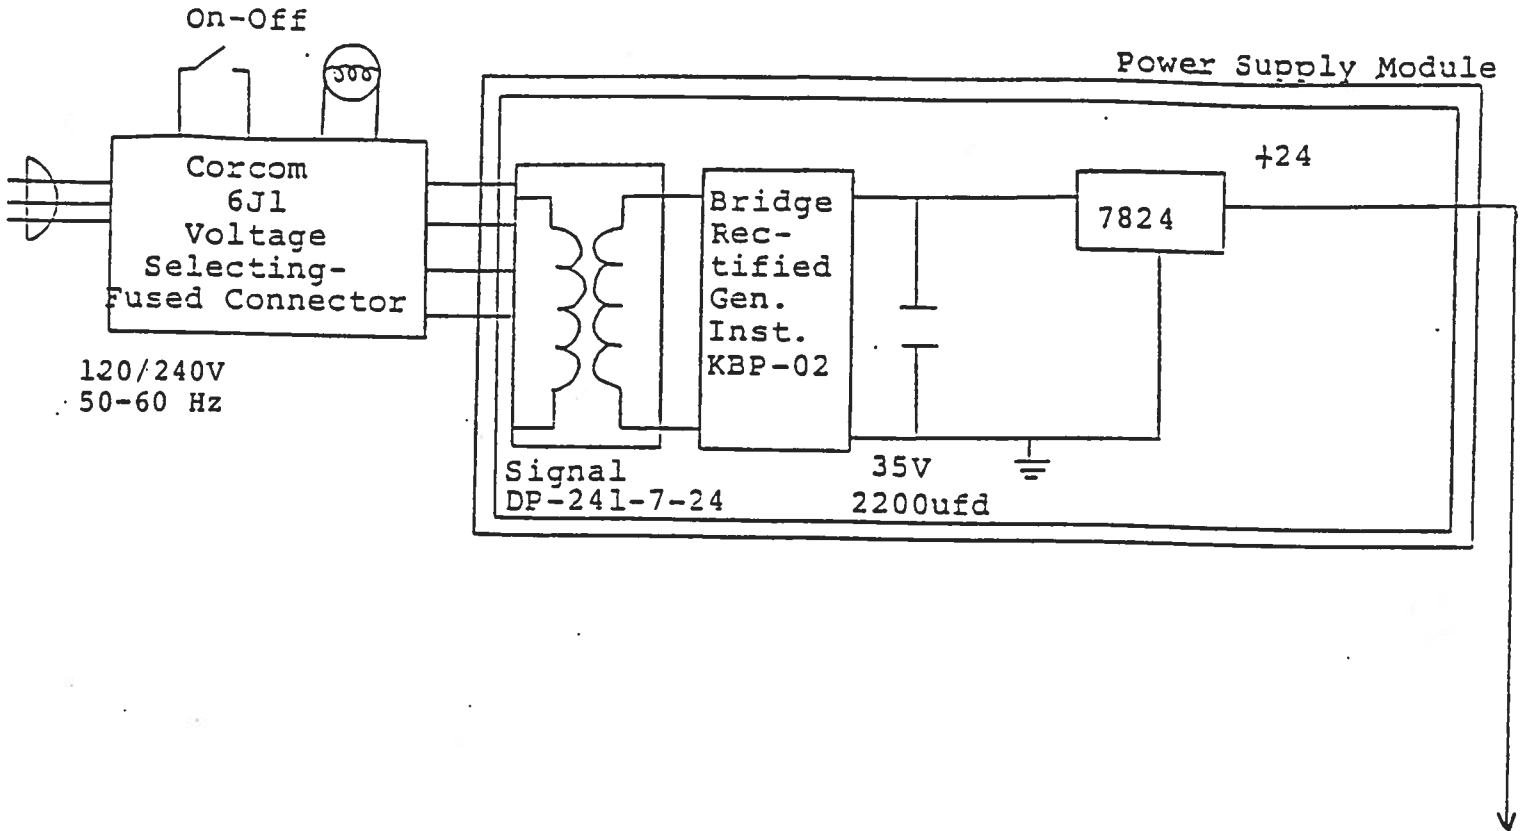 On-Off
Power Supply Module
Corcom
6J1
Voltage
Selecting-
Fused Connector
120/240V
50-60 Hz
Signal
DP-241-7-24
Bridge
Rec-
tified
Gen.
Inst.
KBP-02
35V
2200ufd
7824
+24